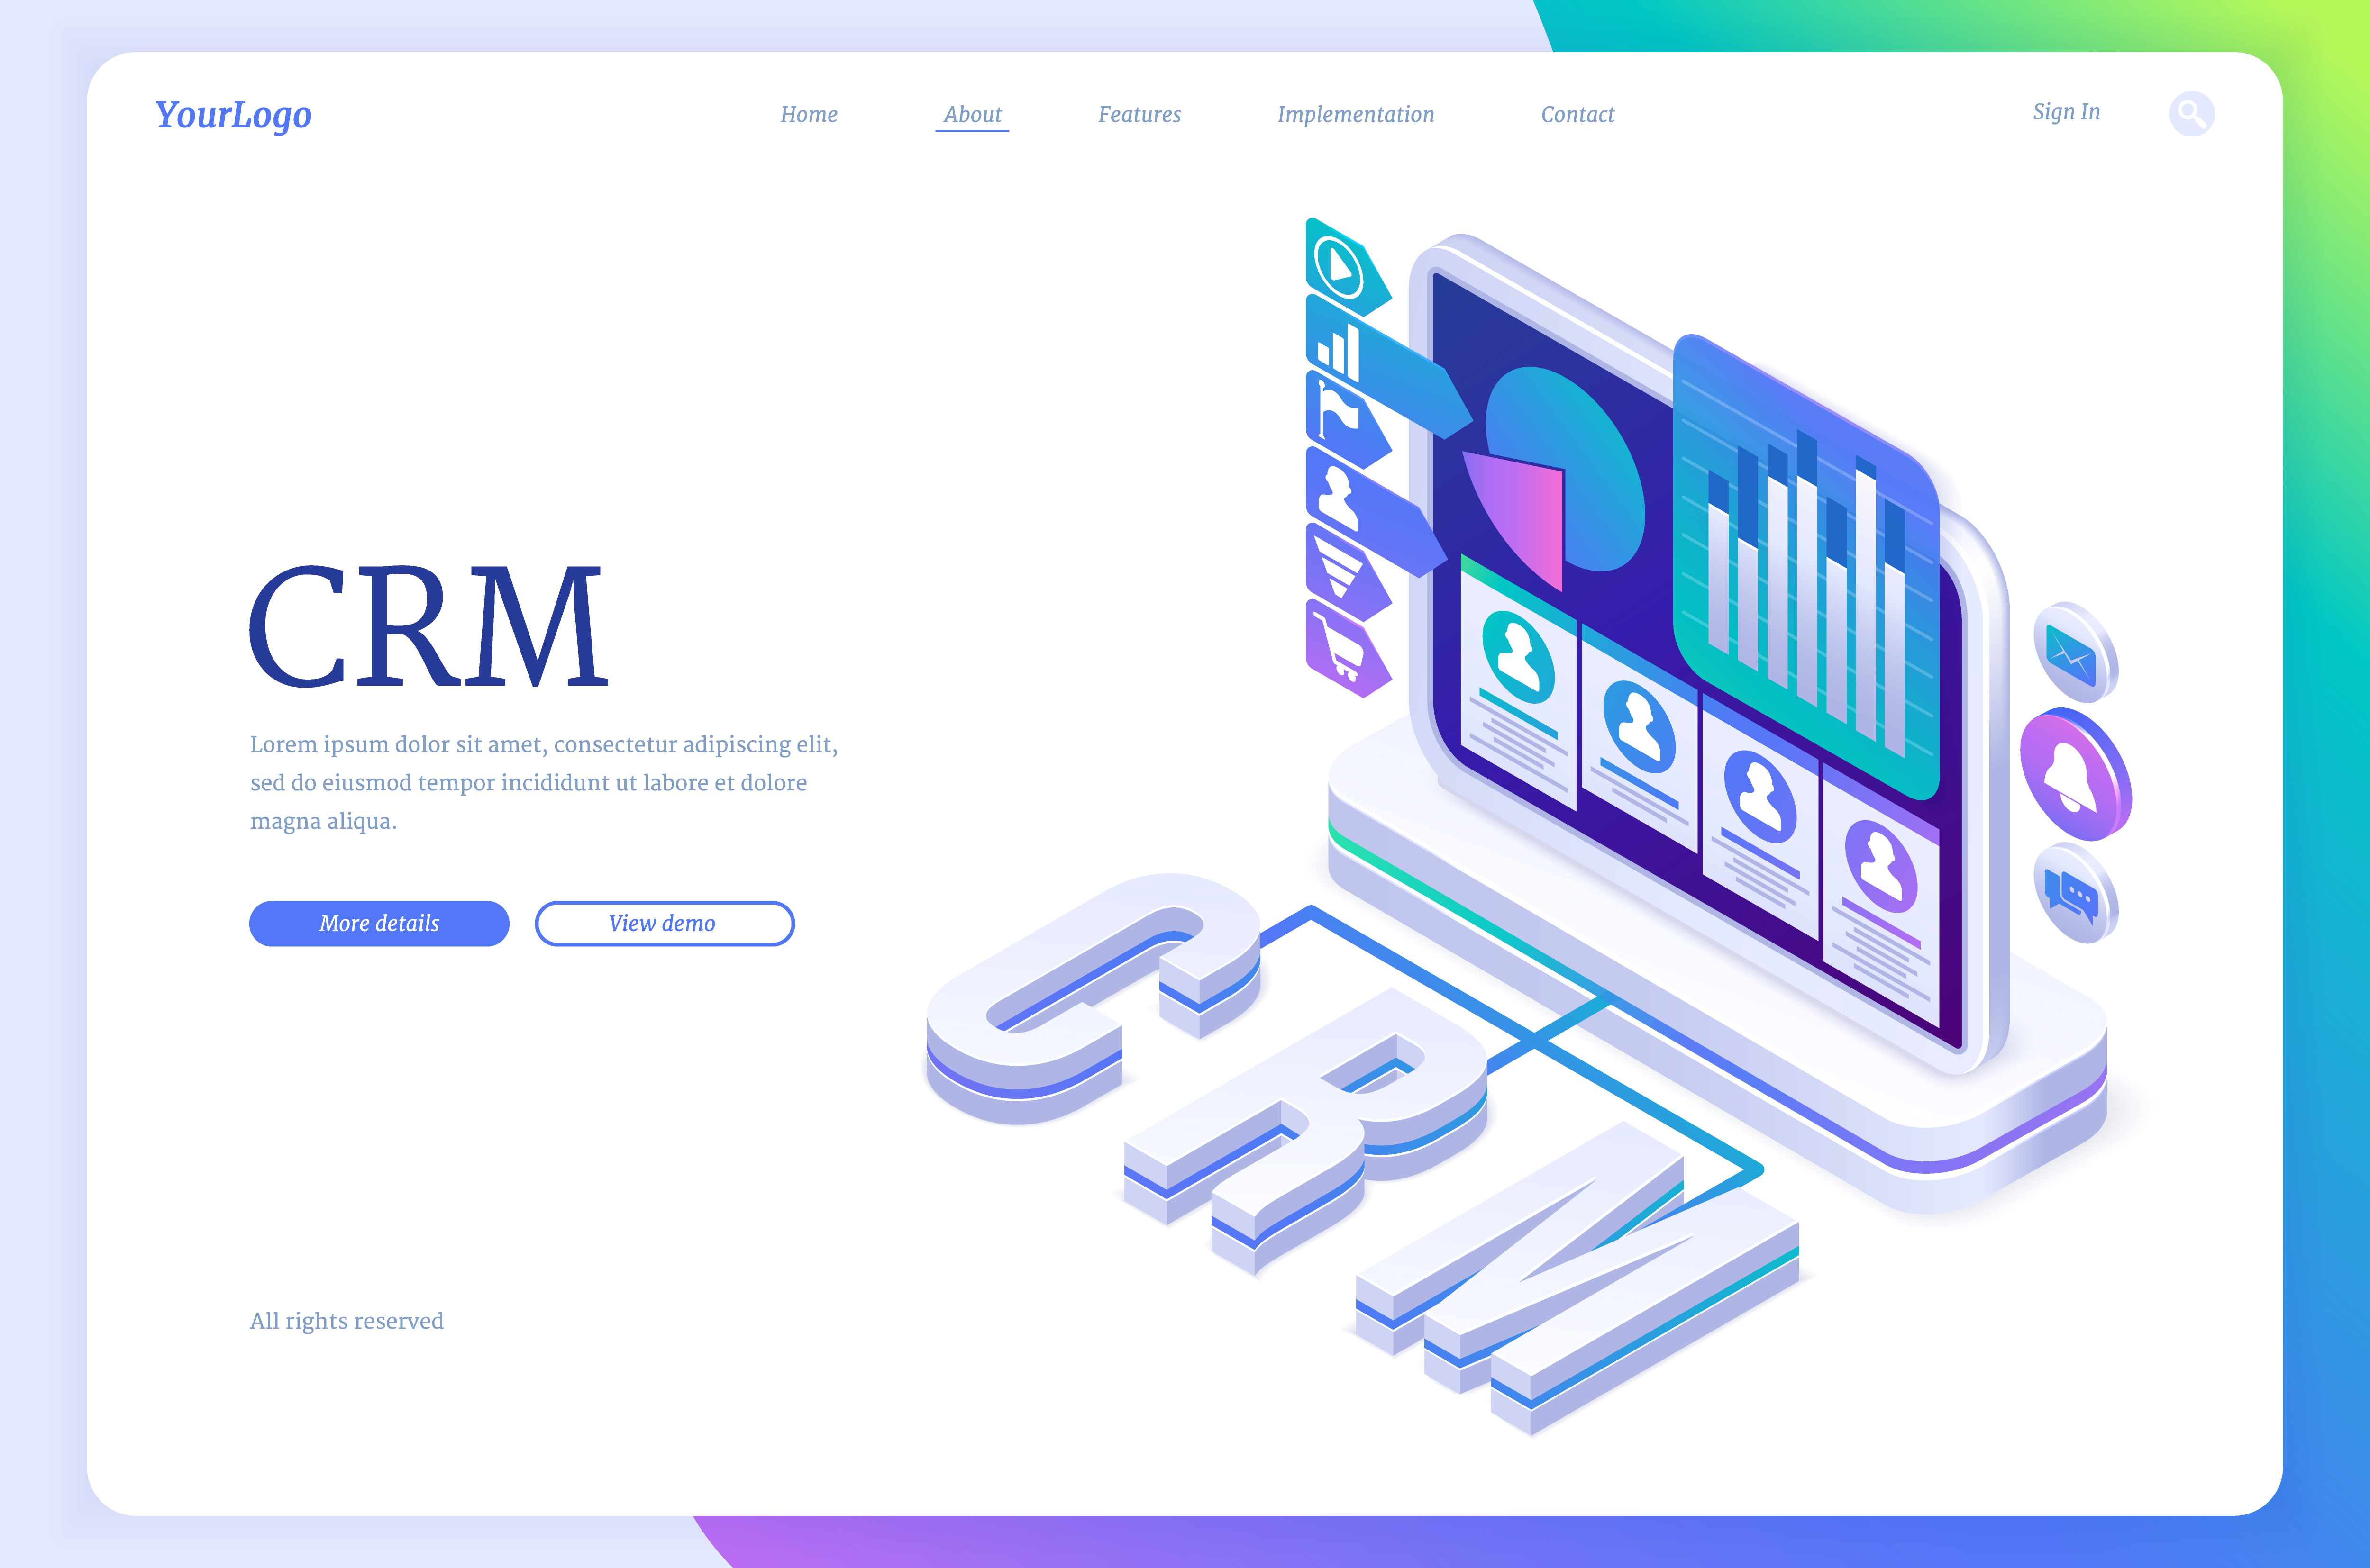 YourLogo
Home
About
Features
Implementation
Contact
Sign In
CRM
Lorem ipsum dolor sit amet, consectetur adipiscing elit,
sed do eiusmod tempor incididunt ut labore et dolore
magna aliqua.
More details
View demo
CRM
All rights reserved